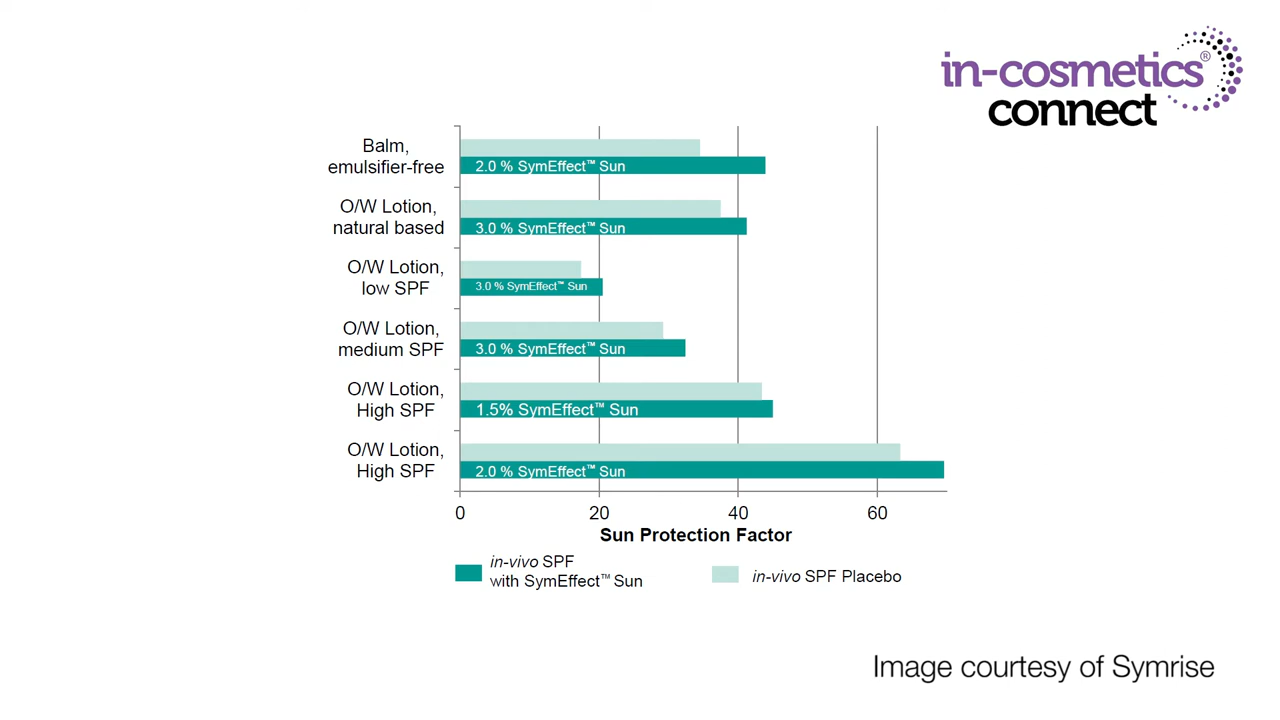 in-cosmetics®
connect
Balm,
emulsifier-free
2.0 % SymEffect™ Sun
O/W Lotion,
natural based
3.0 % SymEffect™ Sun
O/W Lotion,
low SPF
3.0 % SymEffect™ Sun
O/W Lotion,
medium SPF
3.0 % SymEffect™ Sun
O/W Lotion,
High SPF
1.5% SymEffect™ Sun
O/W Lotion,
High SPF
2.0 % SymEffect™ Sun
0 20 40 60
Sun Protection Factor
in-vivo SPF
with SymEffect™ Sun
in-vivo SPF Placebo
Image courtesy of Symrise